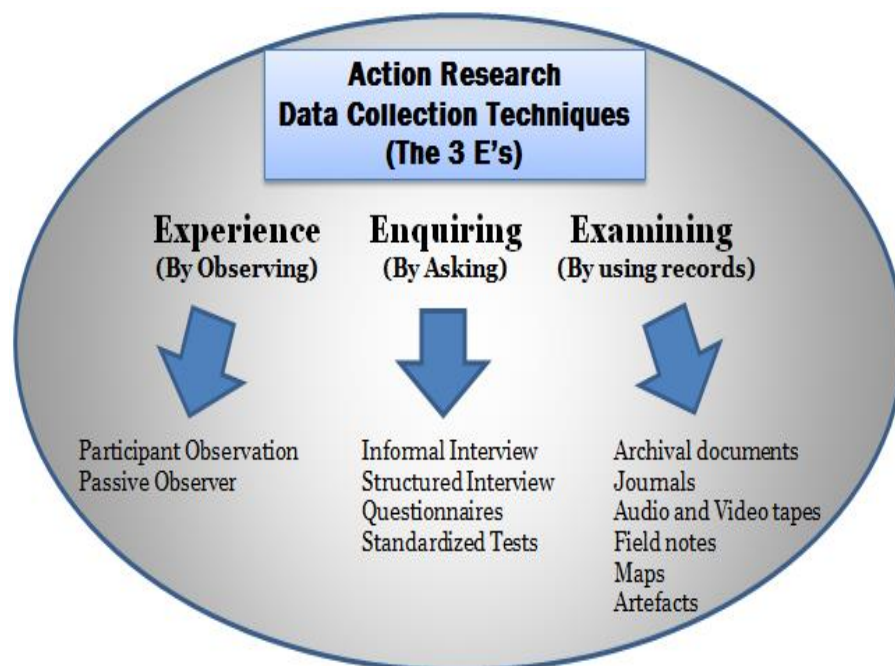 Action Research
Data Collection Techniques
(The 3 E's)
Experience
(By Observing)
Enquiring
(By Asking)
Examining
(By using records)
Participant Observation
Passive Observer
Informal Interview
Structured Interview
Questionnaires
Standardized Tests
Archival documents
Journals
Audio and Video tapes
Field notes
Maps
Artefacts